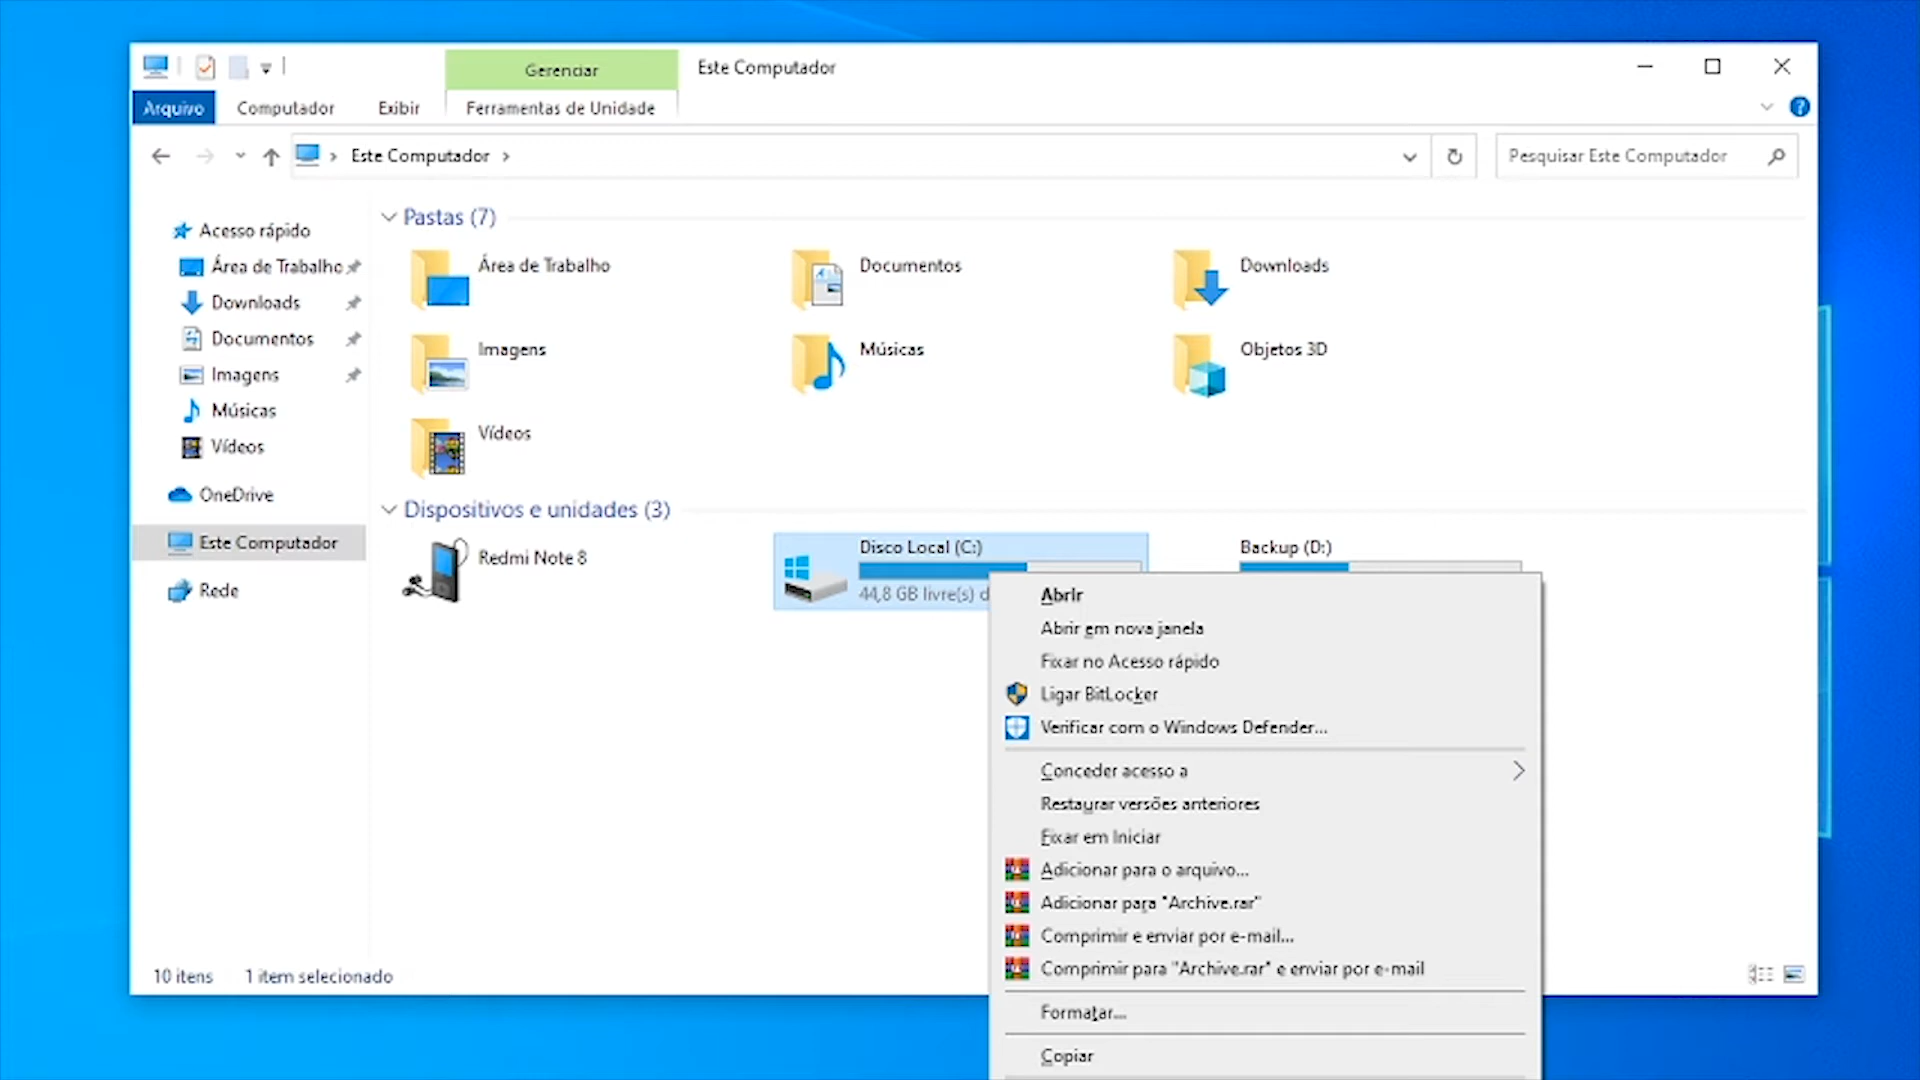 Gerenciar
Este Computador
Arquivo
Computador
Exibir
Ferramentas de Unidade
Este Computador
Pesquisar Este Computador
Acesso rápido
Área de Trabalho
Downloads
Documentos
Imagens
Músicas
Vídeos
OneDrive
Este Computador
Rede
Pastas (7)
Área de Trabalho
Documentos
Downloads
Imagens
Músicas
Objetos 3D
Vídeos
Dispositivos e unidades (3)
Redmi Note 8
Disco Local (C:)
44,8 GB livre(s) d
Backup (D:)
Abrir
Abrir em nova janela
Fixar no Acesso rápido
Ligar BitLocker
Verificar com o Windows Defender...
Conceder acesso a
Restaurar versões anteriores
Fixar em Iniciar
Adicionar para o arquivo...
Adicionar para "Archive.rar"
Comprimir e enviar por e-mail...
Comprimir para "Archive.rar" e enviar por e-mail
Formatar...
Copiar
10 itens
1 item selecionado